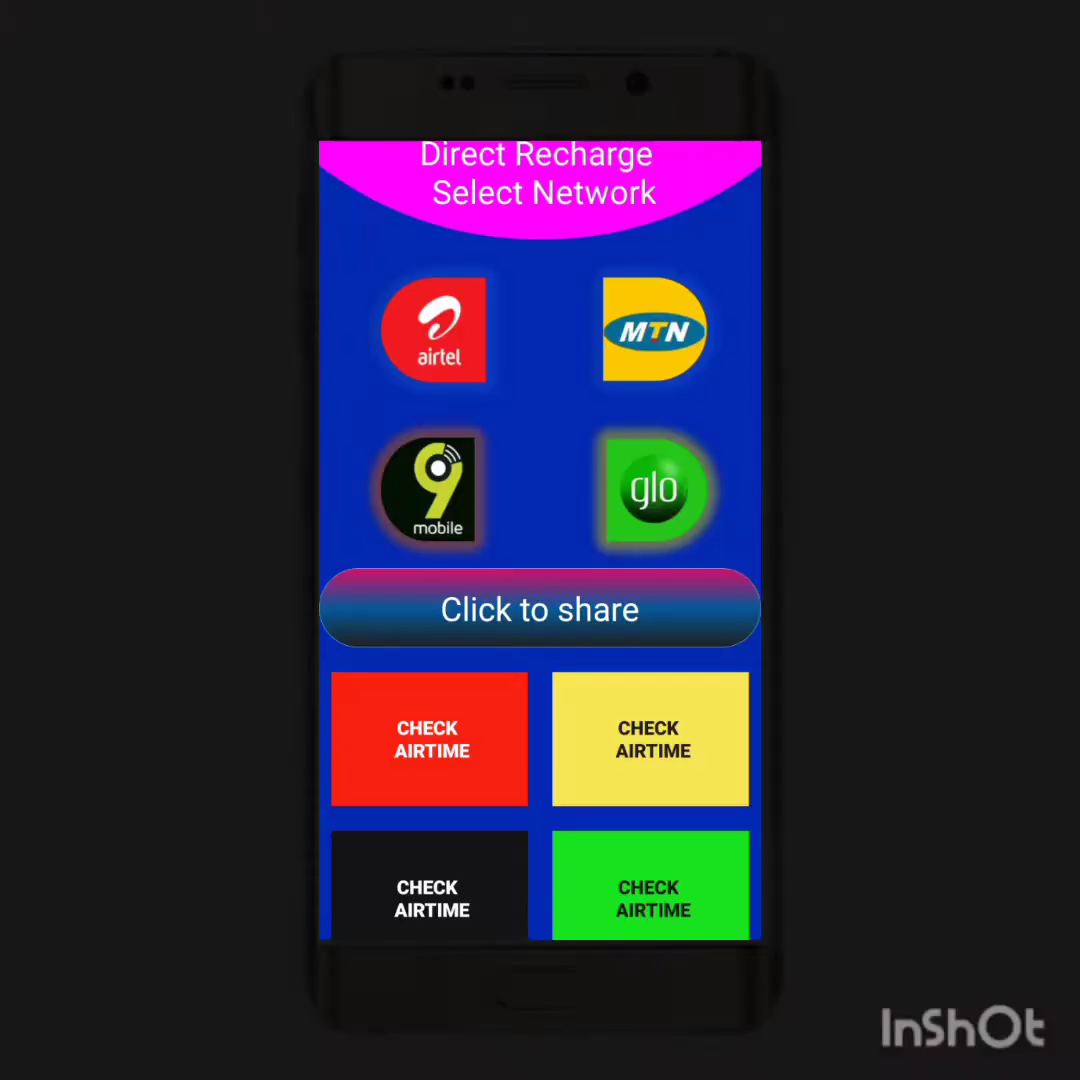 Direct Recharge
Select Network
airtel
MTN
9
mobile
glo
Click to share
CHECK
AIRTIME
CHECK
AIRTIME
CHECK
AIRTIME
CHECK
AIRTIME
InShOt